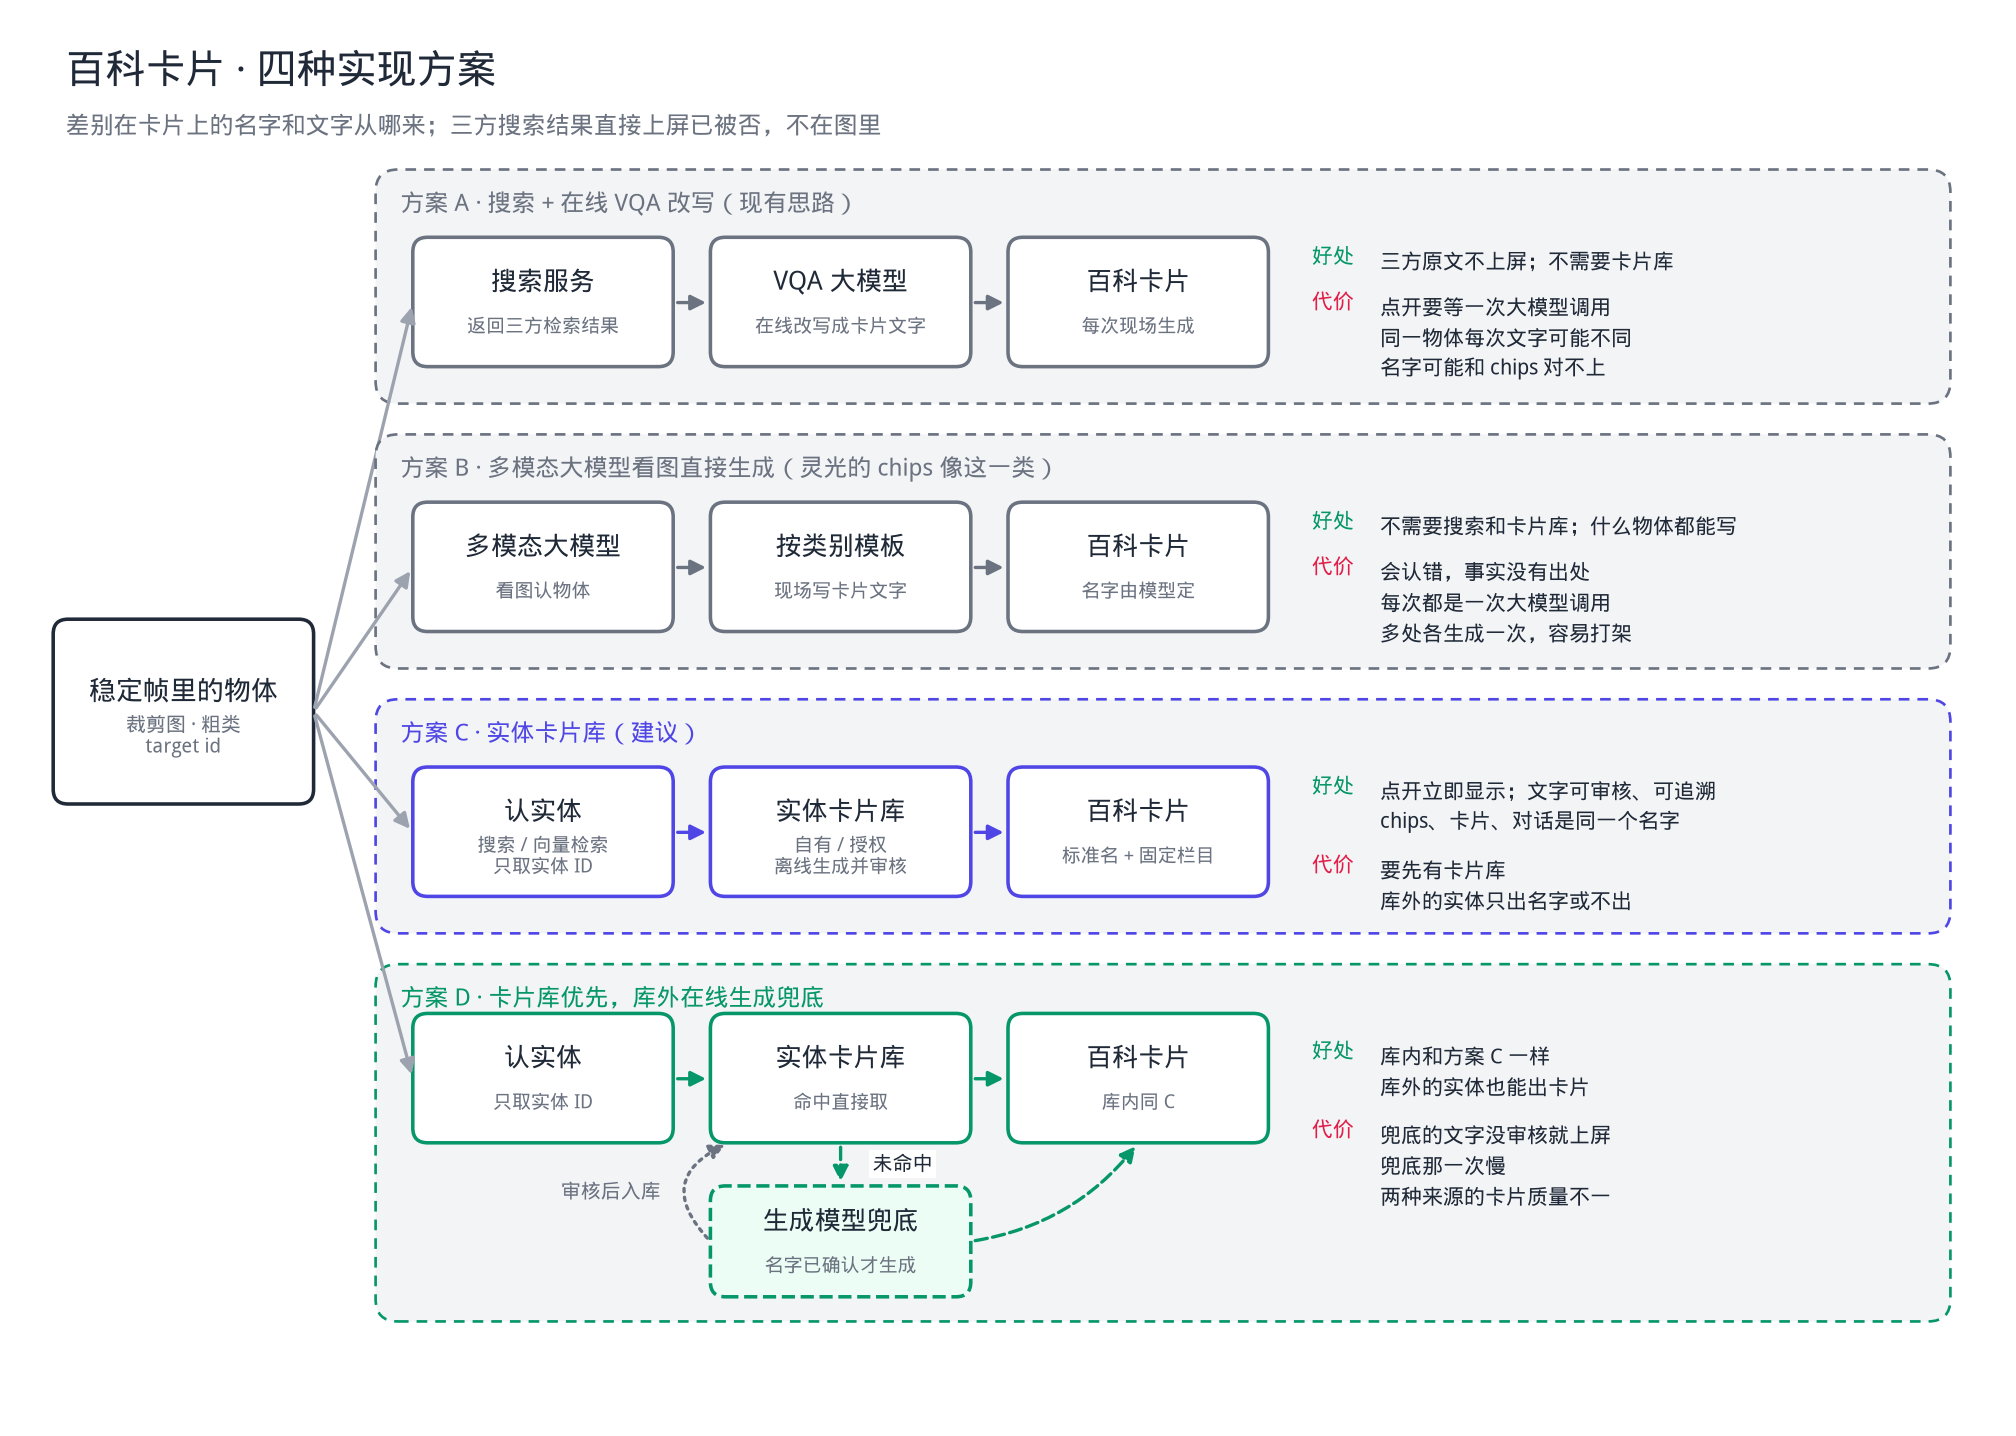 百科卡片 · 四种实现方案
差别在卡片上的名字和文字从哪来；三方搜索结果直接上屏已被否，不在图里
稳定帧里的物体
裁剪图 · 粗类
target id
方案 A · 搜索 + 在线 VQA 改写（现有思路）
搜索服务
返回三方检索结果
VQA 大模型
在线改写成卡片文字
百科卡片
每次现场生成
好处
三方原文不上屏；不需要卡片库
代价
点开要等一次大模型调用
同一物体每次文字可能不同
名字可能和 chips 对不上
方案 B · 多模态大模型看图直接生成（灵光的 chips 像这一类）
多模态大模型
看图认物体
按类别模板
现场写卡片文字
百科卡片
名字由模型定
好处
不需要搜索和卡片库；什么物体都能写
代价
会认错，事实没有出处
每次都是一次大模型调用
多处各生成一次，容易打架
方案 C · 实体卡片库（建议）
认实体
搜索 / 向量检索
只取实体 ID
实体卡片库
自有 / 授权
离线生成并审核
百科卡片
标准名 + 固定栏目
好处
点开立即显示；文字可审核、可追溯
chips、卡片、对话是同一个名字
代价
要先有卡片库
库外的实体只出名字或不出
方案 D · 卡片库优先，库外在线生成兜底
认实体
只取实体 ID
实体卡片库
命中直接取
百科卡片
库内同 C
未命中
审核后入库
生成模型兜底
名字已确认才生成
好处
库内和方案 C 一样
库外的实体也能出卡片
代价
兜底的文字没审核就上屏
兜底那一次慢
两种来源的卡片质量不一